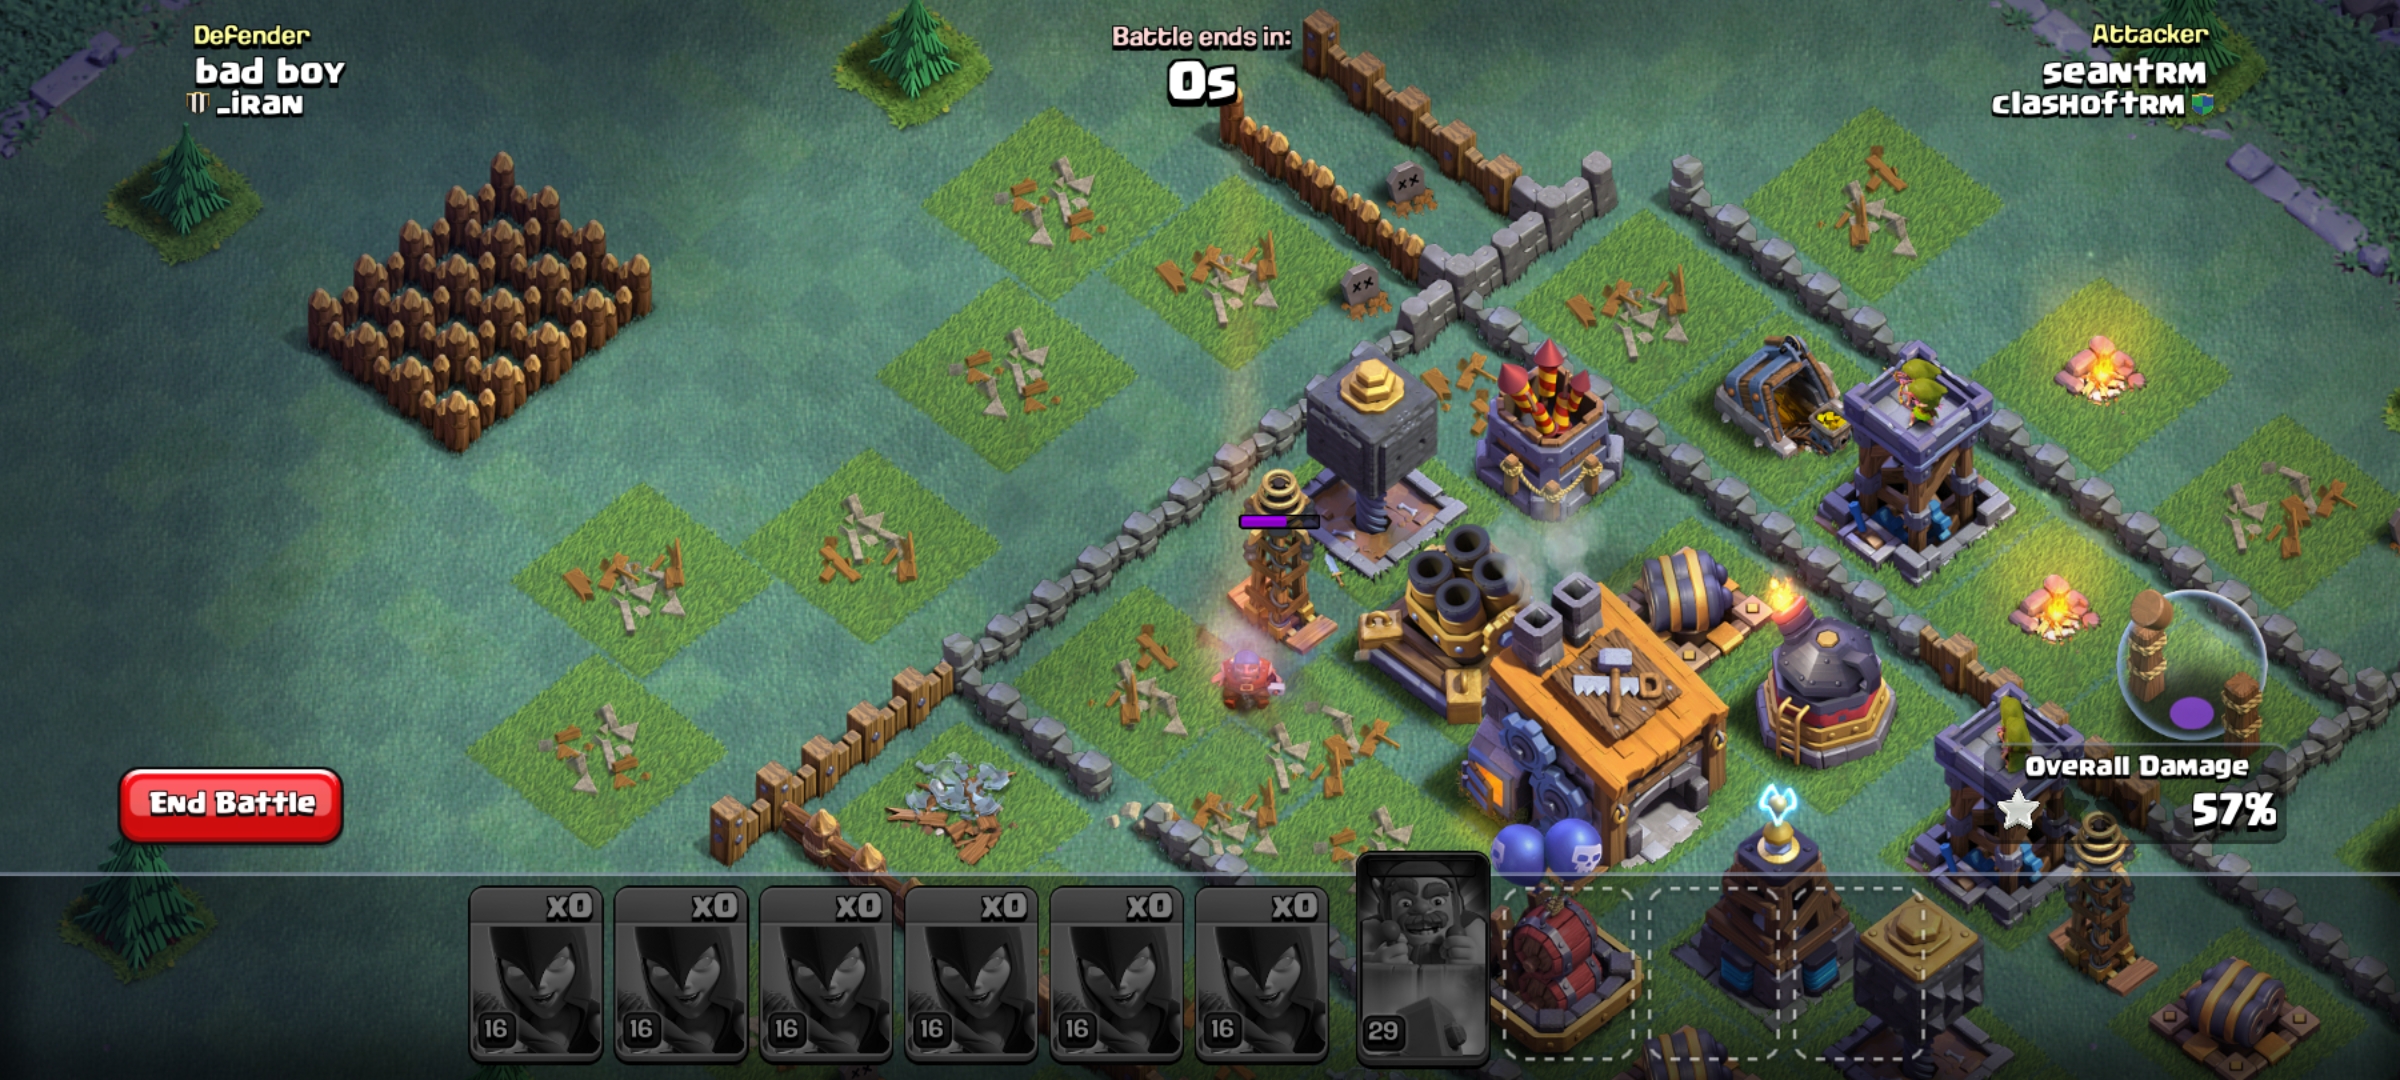 Defender
bad boy
_iran
Battle ends in:
0s
Attacker
seantRM
clashoftRM
End Battle
Overall Damage
57%
x0
x0
x0
x0
x0
x0
16
16
16
16
16
16
29